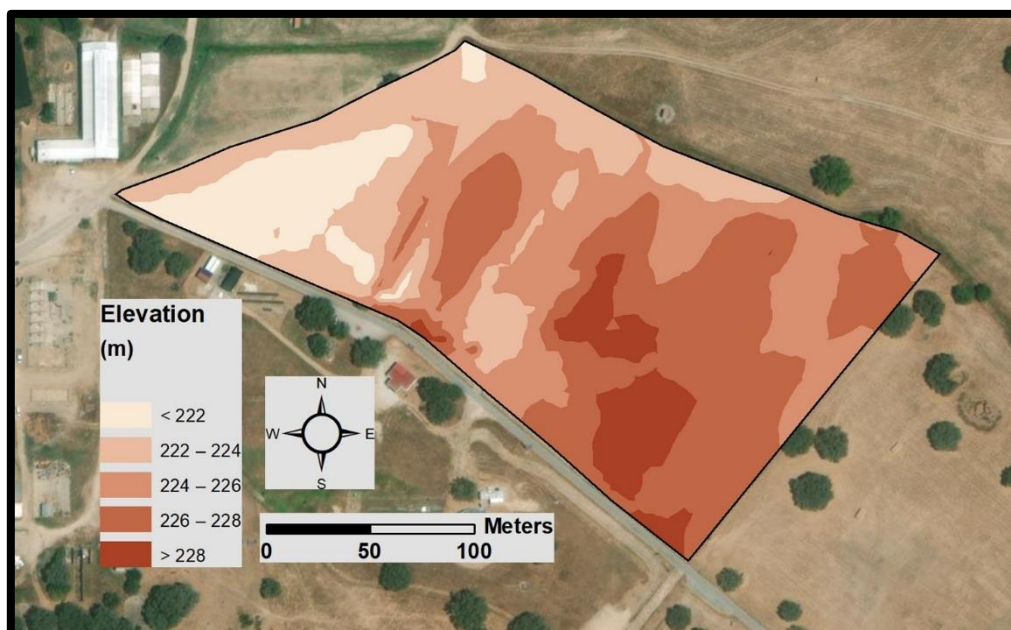 Elevation
(m)
< 222
222 – 224
224 – 226
226 – 228
> 228
N
W E
S
Meters
0 50 100